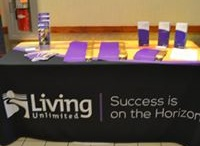 Living
Unlimited
Success is
on the Horizon